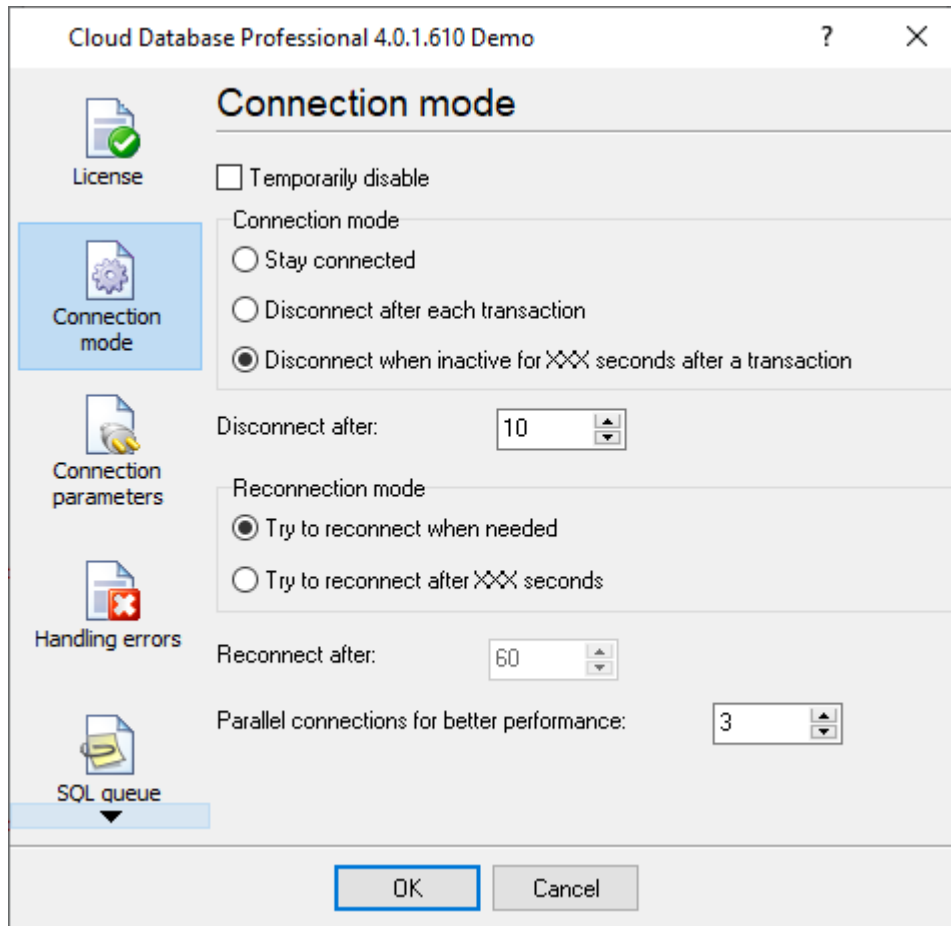 Cloud Database Professional 4.0.1.610 Demo
?
License
Connection
mode
Connection
parameters
Handling errors
SQL queue
Connection mode
Temporarily disable
Connection mode
Stay connected
Disconnect after each transaction
Disconnect when inactive for XXX seconds after a transaction
Disconnect after:
10
Reconnection mode
Try to reconnect when needed
Try to reconnect after XXX seconds
Reconnect after:
60
Parallel connections for better performance:
3
OK
Cancel